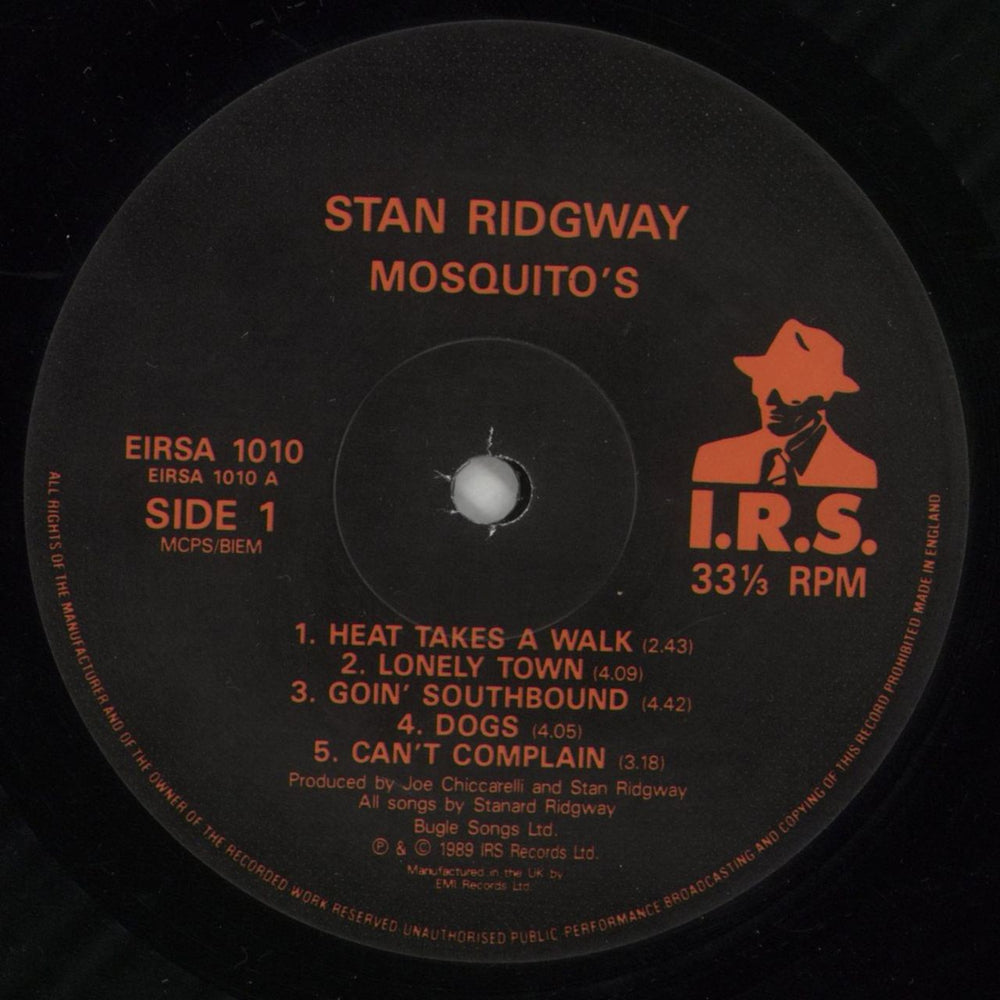 STAN RIDGWAY
MOSQUITO'S
EIRSA 1010
EIRSA 1010 A
SIDE 1
MCPS/BIEM
I.R.S.
33⅓ RPM
1. HEAT TAKES A WALK (2.43)
2. LONELY TOWN (4.09)
3. GOIN' SOUTHBOUND (4.42)
4. DOGS (4.05)
5. CAN'T COMPLAIN (3.18)
Produced by Joe Chiccarelli and Stan Ridgway
All songs by Stanard Ridgway
Bugle Songs Ltd.
℗ & © 1989 IRS Records Ltd.
Manufactured in the UK by
EMI Records Ltd.
ALL RIGHTS OF THE MANUFACTURER AND OF THE OWNER OF THE RECORDED WORK RESERVED UNAUTHORISED PUBLIC PERFORMANCE BROADCASTING AND COPYING OF THIS RECORD PROHIBITED MADE IN ENGLAND